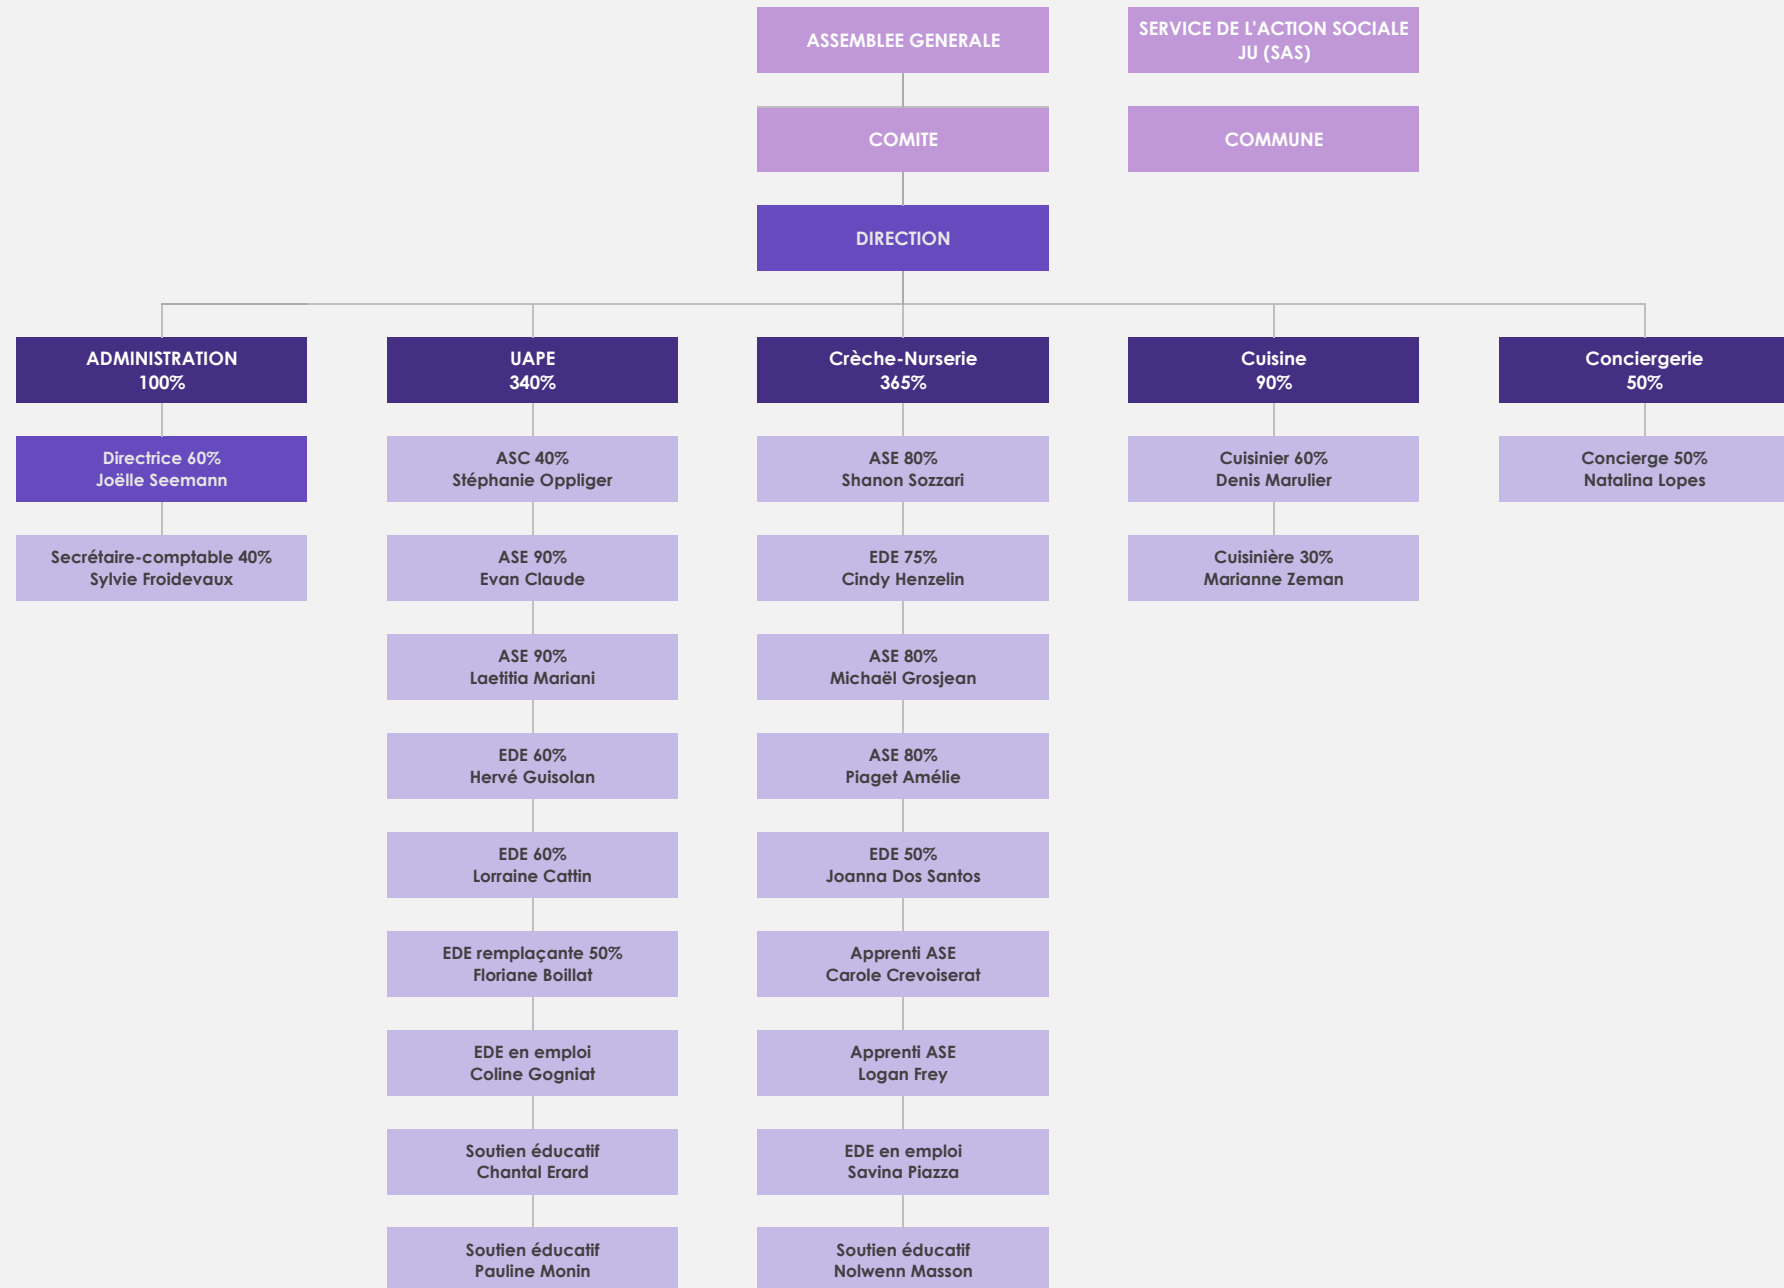 ASSEMBLEE GENERALE
SERVICE DE L'ACTION SOCIALE
JU (SAS)
COMITE
COMMUNE
DIRECTION
ADMINISTRATION
100%
Directrice 60%
Joëlle Seemann
Secrétaire-comptable 40%
Sylvie Froidevaux
UAPE
340%
ASC 40%
Stéphanie Oppliger
ASE 90%
Evan Claude
ASE 90%
Laetitia Mariani
EDE 60%
Hervé Guisolan
EDE 60%
Lorraine Cattin
EDE remplaçante 50%
Floriane Boillat
EDE en emploi
Coline Gogniat
Soutien éducatif
Chantal Erard
Soutien éducatif
Pauline Monin
Crèche-Nurserie
365%
ASE 80%
Shanon Sozzari
EDE 75%
Cindy Henzelin
ASE 80%
Michaël Grosjean
ASE 80%
Piaget Amélie
EDE 50%
Joanna Dos Santos
Apprenti ASE
Carole Crevoiserat
Apprenti ASE
Logan Frey
EDE en emploi
Savina Piazza
Soutien éducatif
Nolwenn Masson
Cuisine
90%
Cuisinier 60%
Denis Marulier
Cuisinière 30%
Marianne Zeman
Conciergerie
50%
Concierge 50%
Natalina Lopes